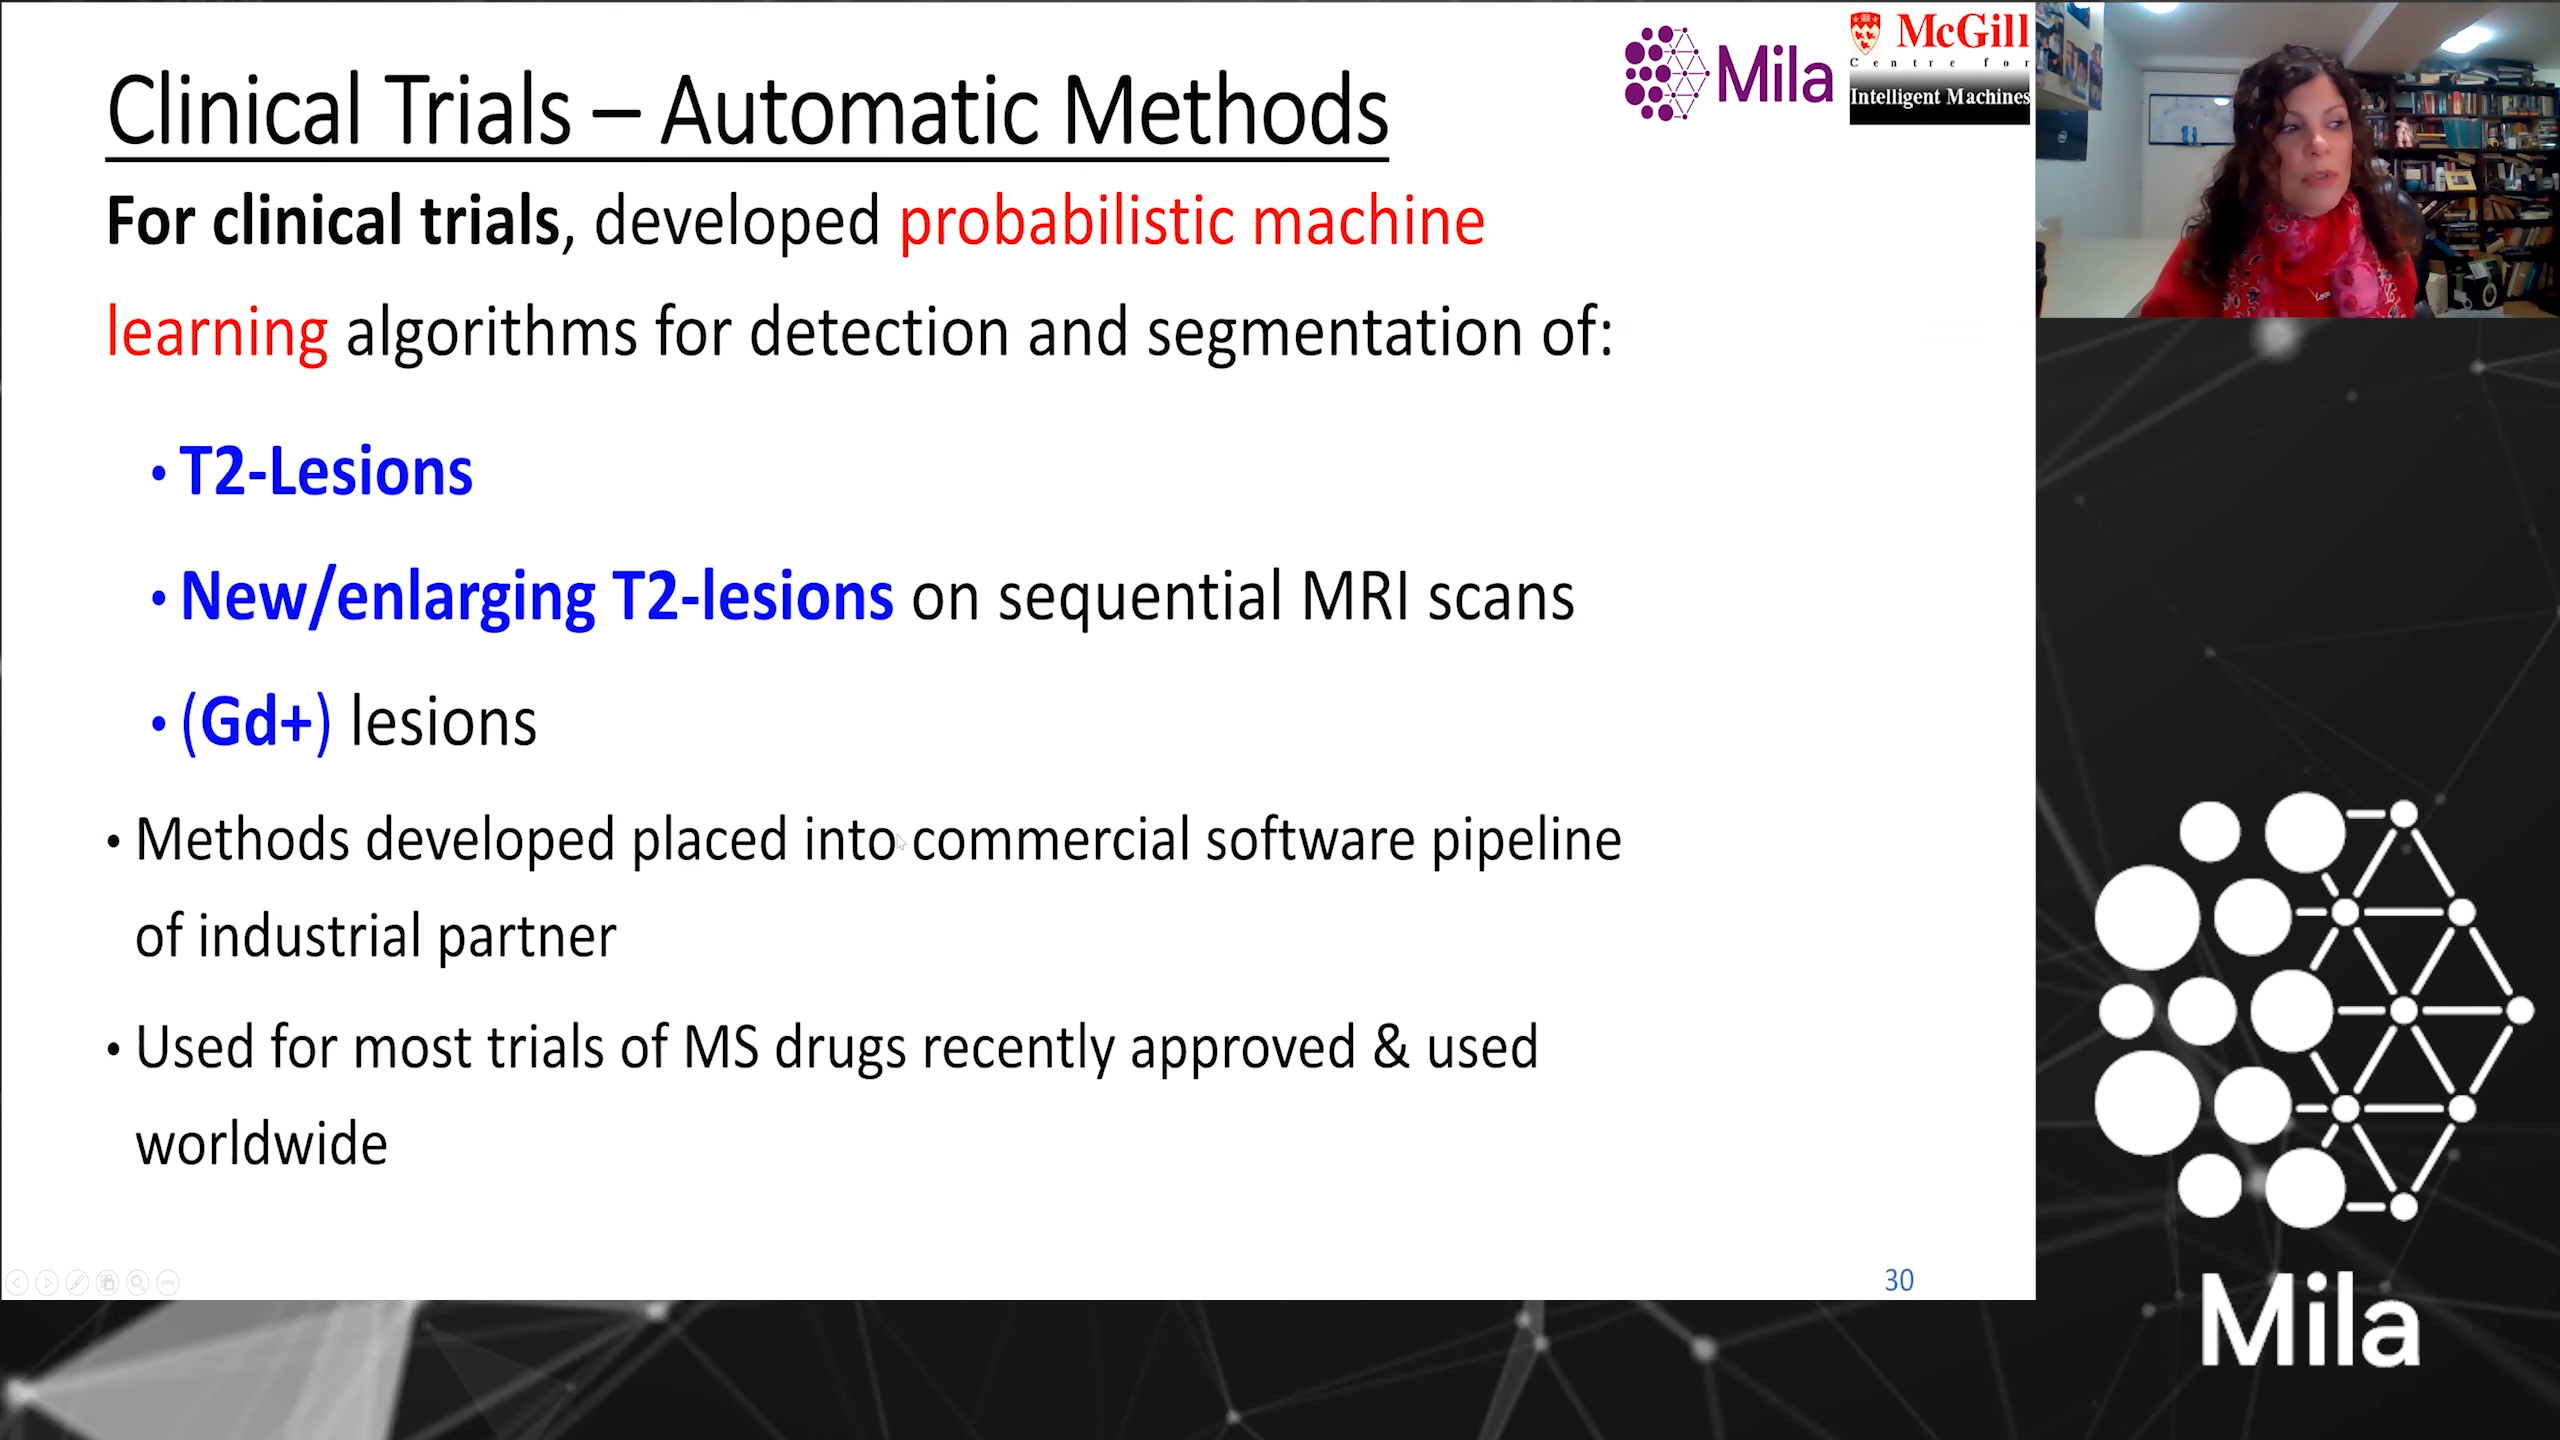 Clinical Trials – Automatic Methods
Mila
McGill
Centre for
Intelligent Machines
For clinical trials, developed probabilistic machine
learning algorithms for detection and segmentation of:
• T2-Lesions
• New/enlarging T2-lesions on sequential MRI scans
• (Gd+) lesions
• Methods developed placed into commercial software pipeline
of industrial partner
• Used for most trials of MS drugs recently approved & used
worldwide
30
Mila